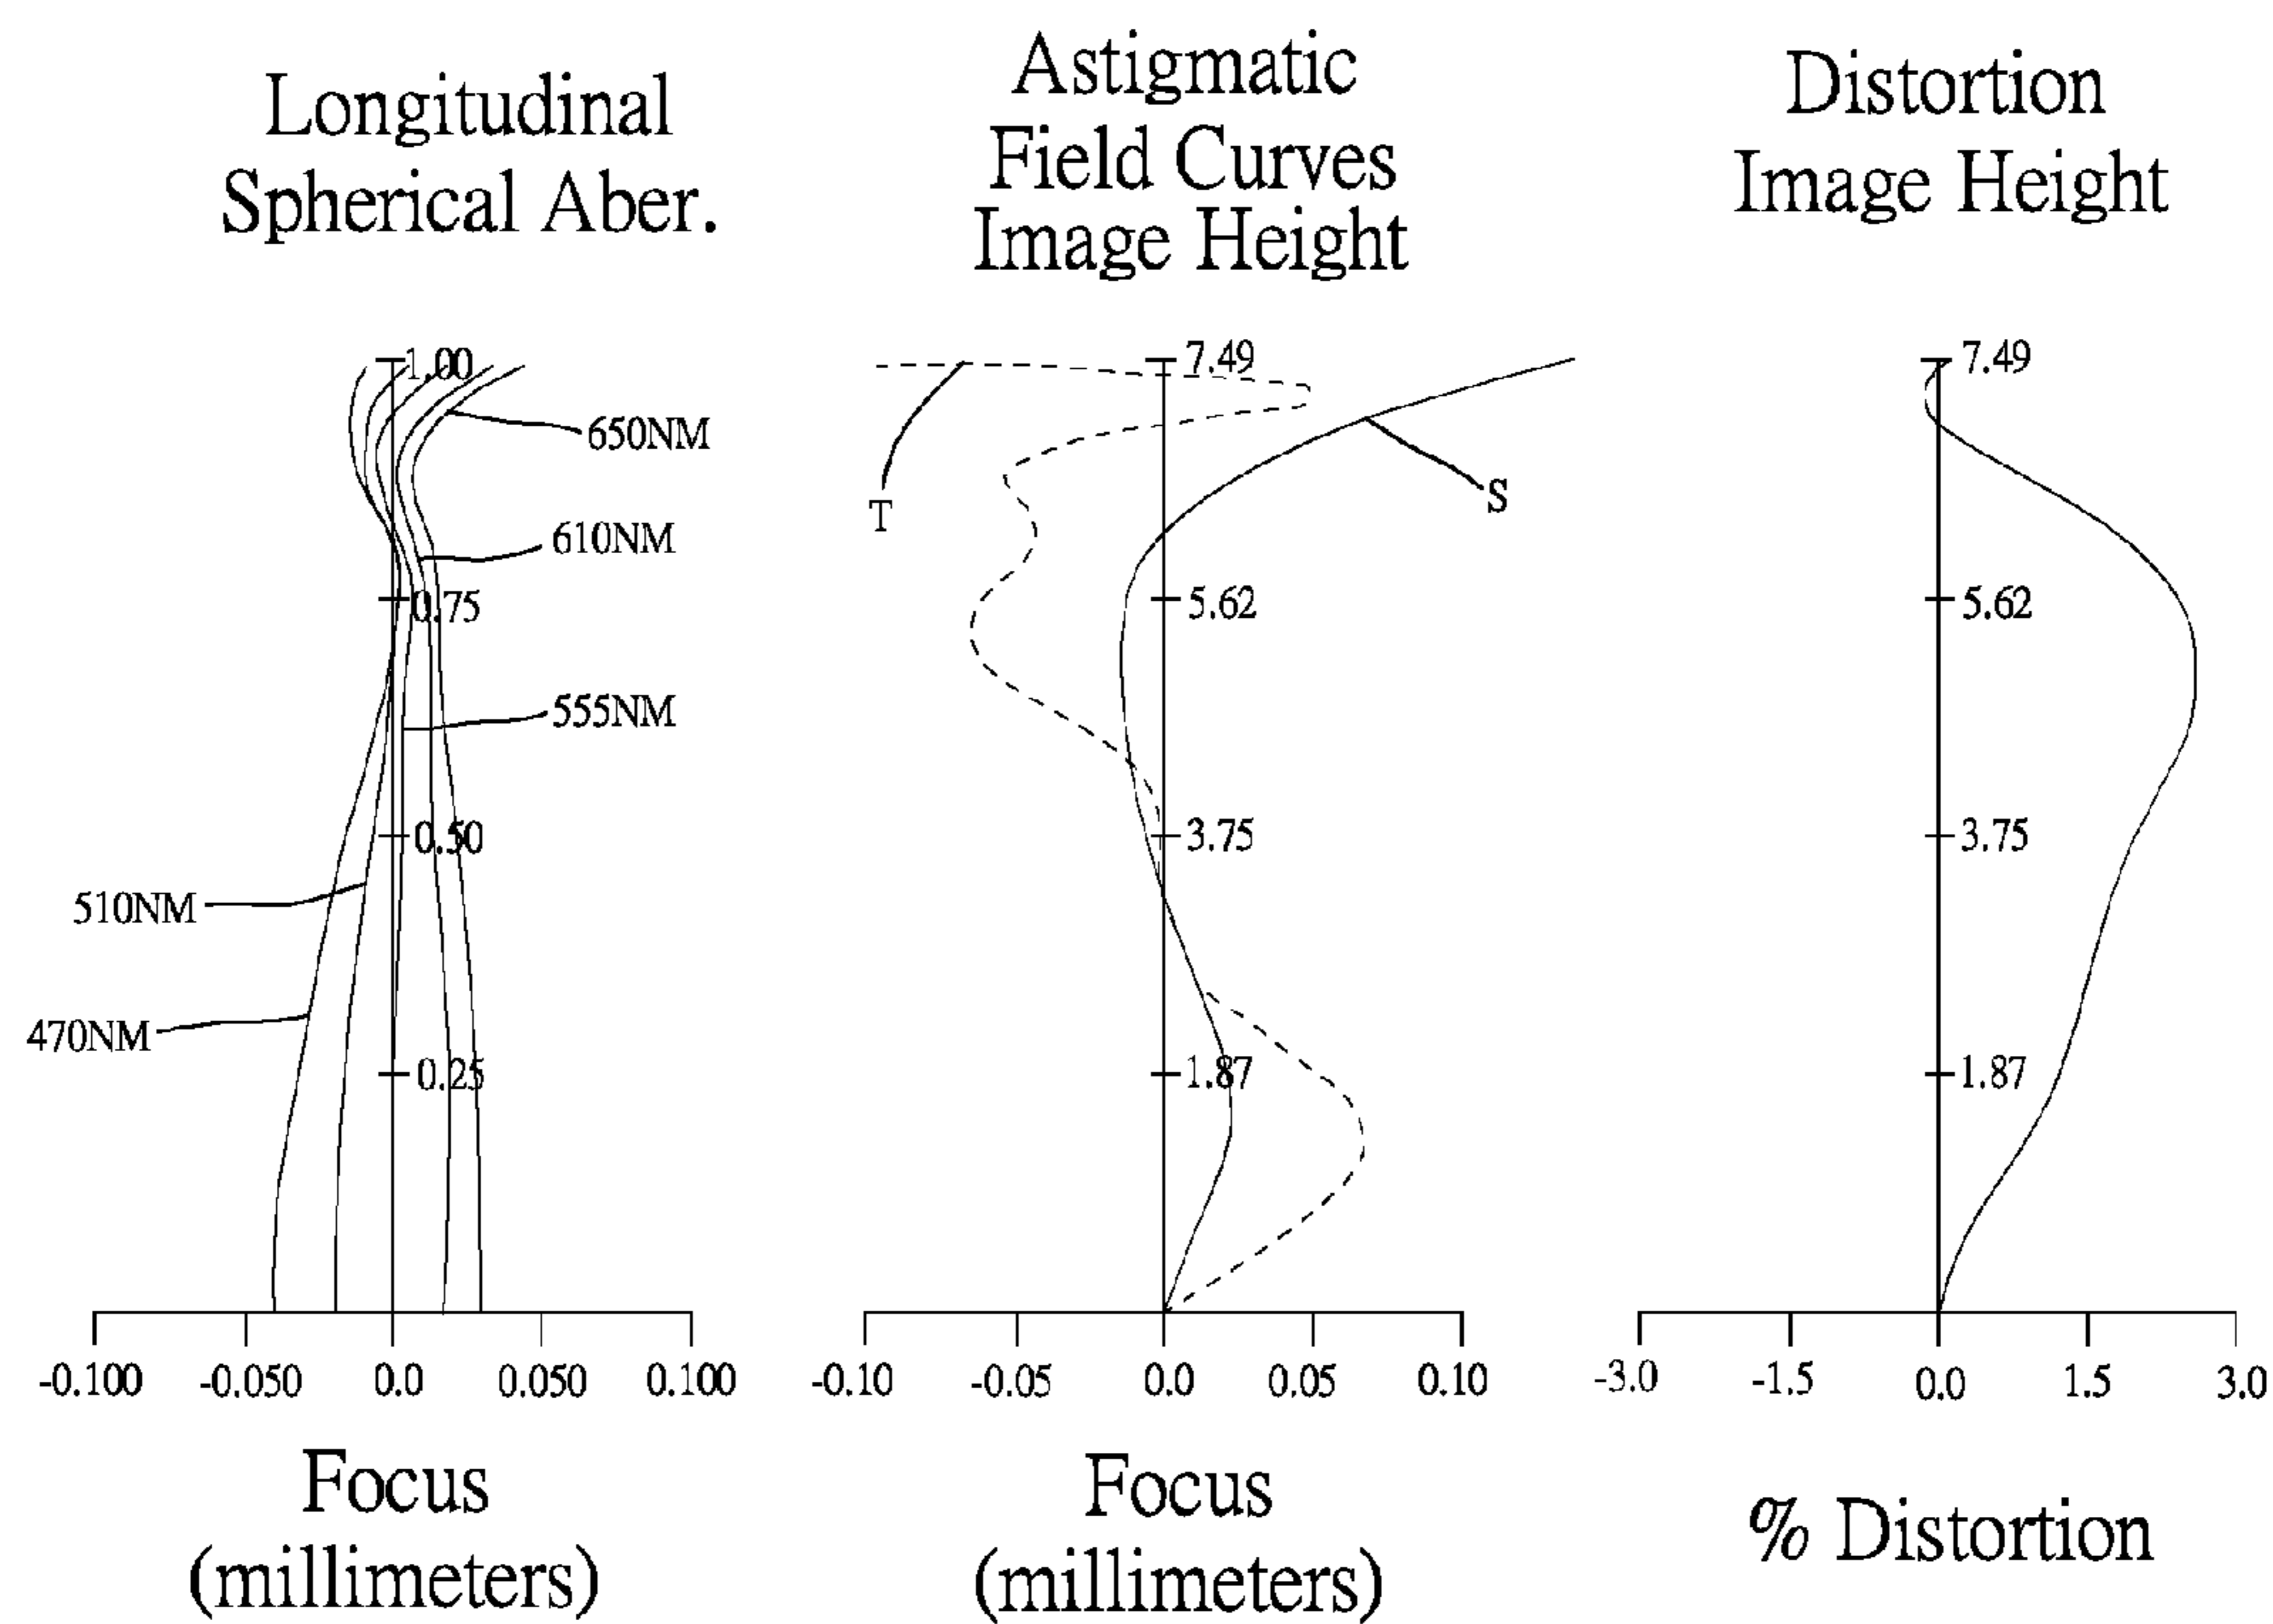 Longitudinal
Spherical Aber.
1.00
650NM
610NM
0.75
555NM
0.50
510NM
470NM
0.25
-0.100 -0.050 0.0 0.050 0.100
Focus
(millimeters)
Astigmatic
Field Curves
Image Height
7.49
T
S
5.62
3.75
1.87
-0.10 -0.05 0.0 0.05 0.10
Focus
(millimeters)
Distortion
Image Height
7.49
5.62
3.75
1.87
-3.0 -1.5 0.0 1.5 3.0
% Distortion